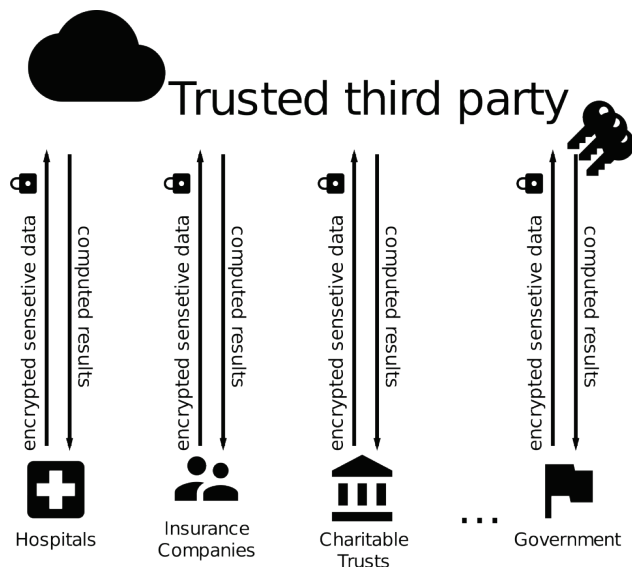 Trusted third party
encrypted sensetive data
computed results
encrypted sensetive data
computed results
encrypted sensetive data
computed results
encrypted sensetive data
computed results
Hospitals
Insurance
Companies
Charitable
Trusts
...
Government